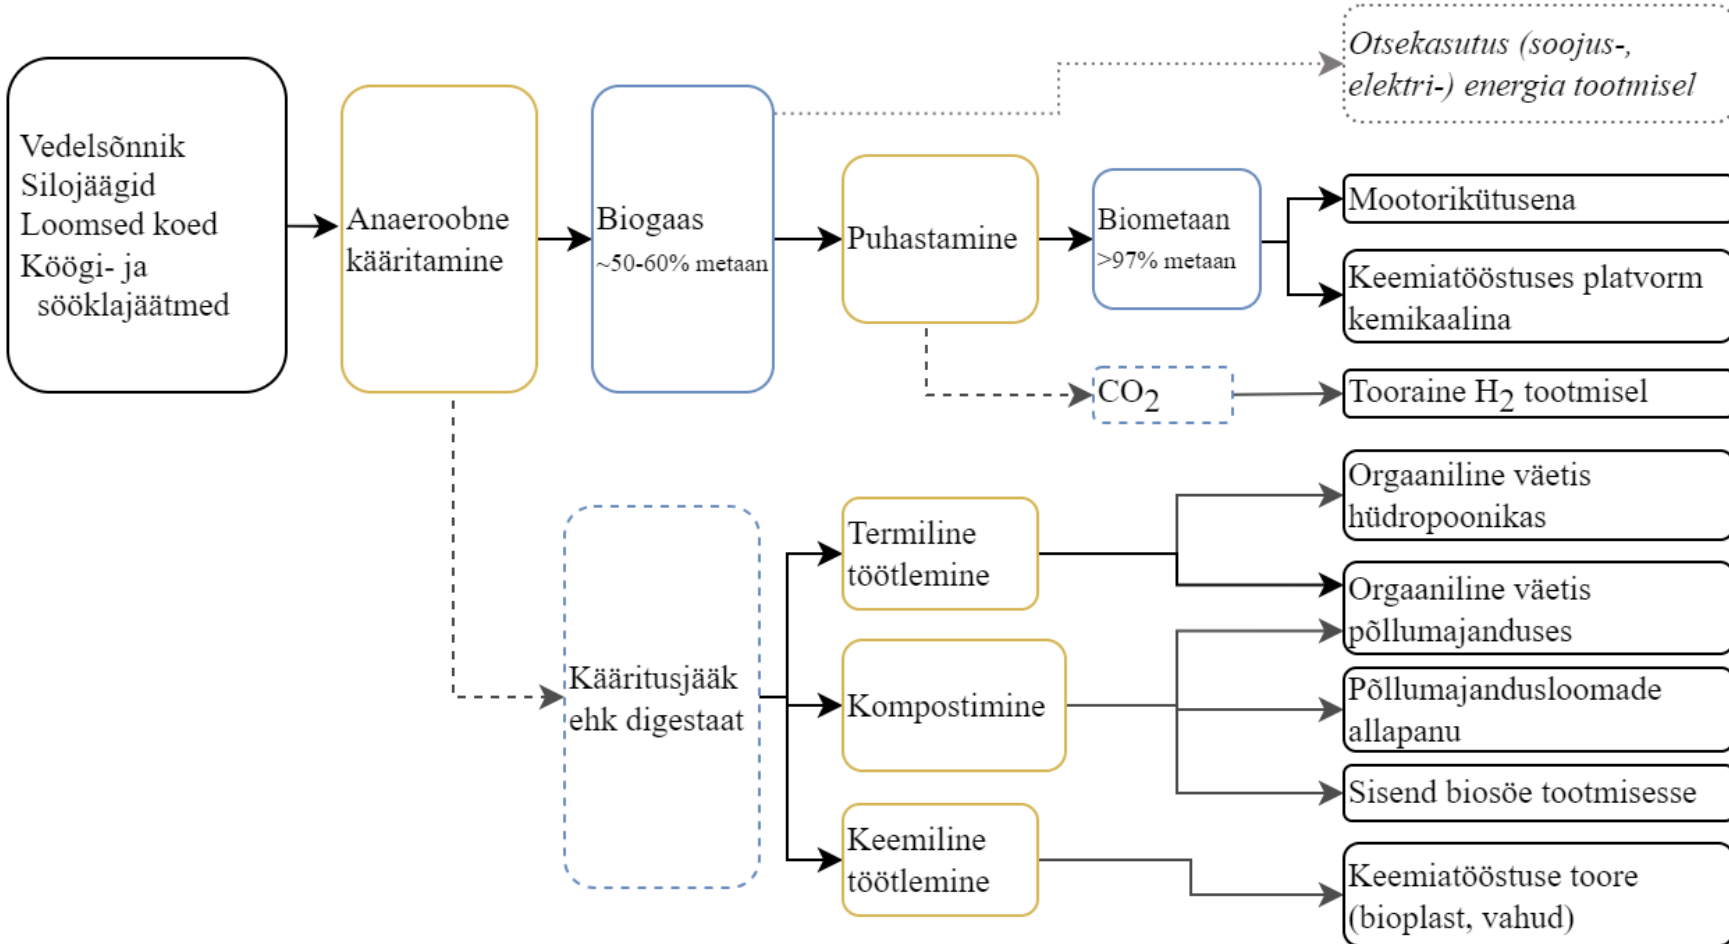 Vedelsõnnik
Silojäägid
Loomsed koed
Köögi- ja
sööklajäätmed
Anaeroobne
kääritamine
Biogaas
~50-60% metaan
Otsekasutus (soojus-,
elektri-) energia tootmisel
Puhastamine
Biometaan
>97% metaan
Mootorikütusena
Keemiatööstuses platvorm
kemikaalina
CO₂
Tooraine H₂ tootmisel
Kääritusjääk
ehk digestaat
Termiline
töötlemine
Orgaaniline väetis
hüdropoonikas
Orgaaniline väetis
põllumajanduses
Kompostimine
Põllumajandusloomade
allapanu
Sisend biosöe tootmisesse
Keemiline
töötlemine
Keemiatööstuse toore
(bioplast, vahud)